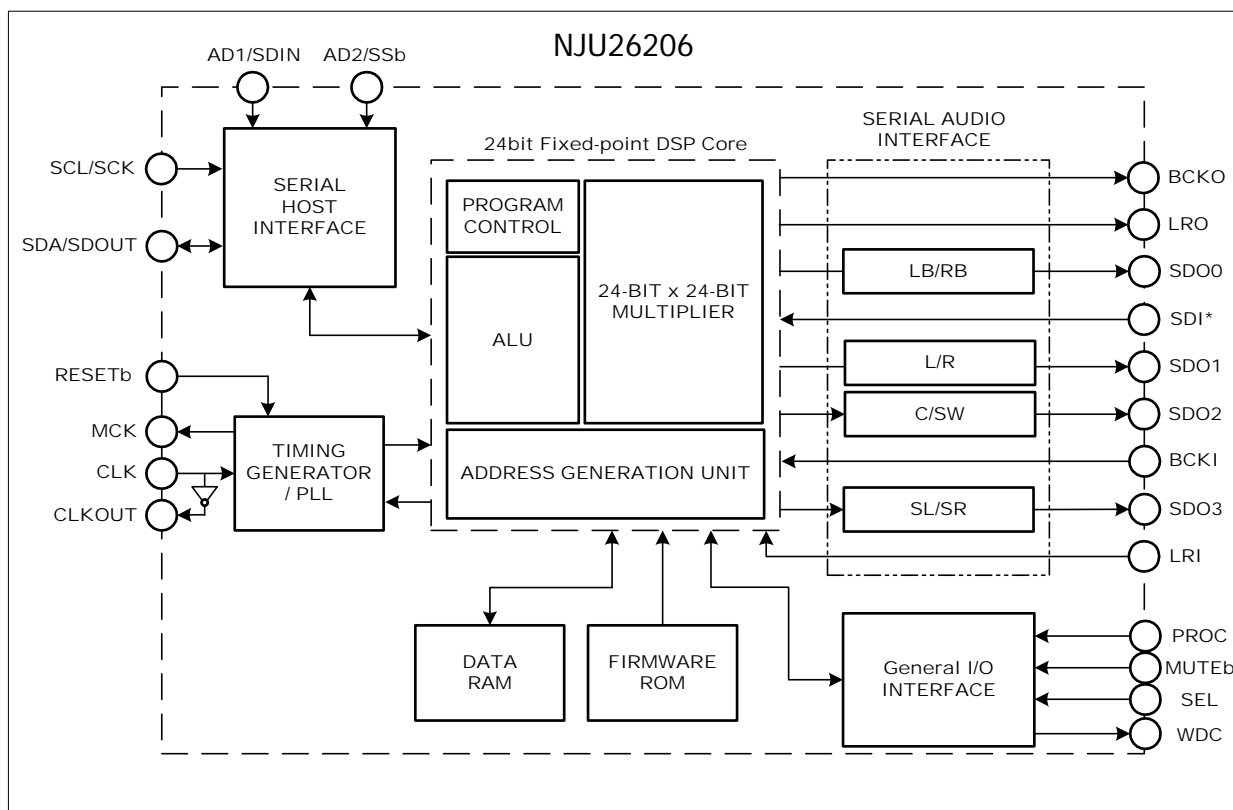 NJU26206
AD1/SDIN
AD2/SSb
SCL/SCK
SDA/SDOUT
SERIAL
HOST
INTERFACE
RESETb
MCK
CLK
CLKOUT
TIMING
GENERATOR
/ PLL
24bit Fixed-point DSP Core
PROGRAM
CONTROL
ALU
24-BIT x 24-BIT
MULTIPLIER
ADDRESS GENERATION UNIT
DATA
RAM
FIRMWARE
ROM
SERIAL AUDIO
INTERFACE
LB/RB
L/R
C/SW
SL/SR
BCKO
LRO
SDO0
SDI*
SDO1
SDO2
BCKI
SDO3
LRI
General I/O
INTERFACE
PROC
MUTEb
SEL
WDC